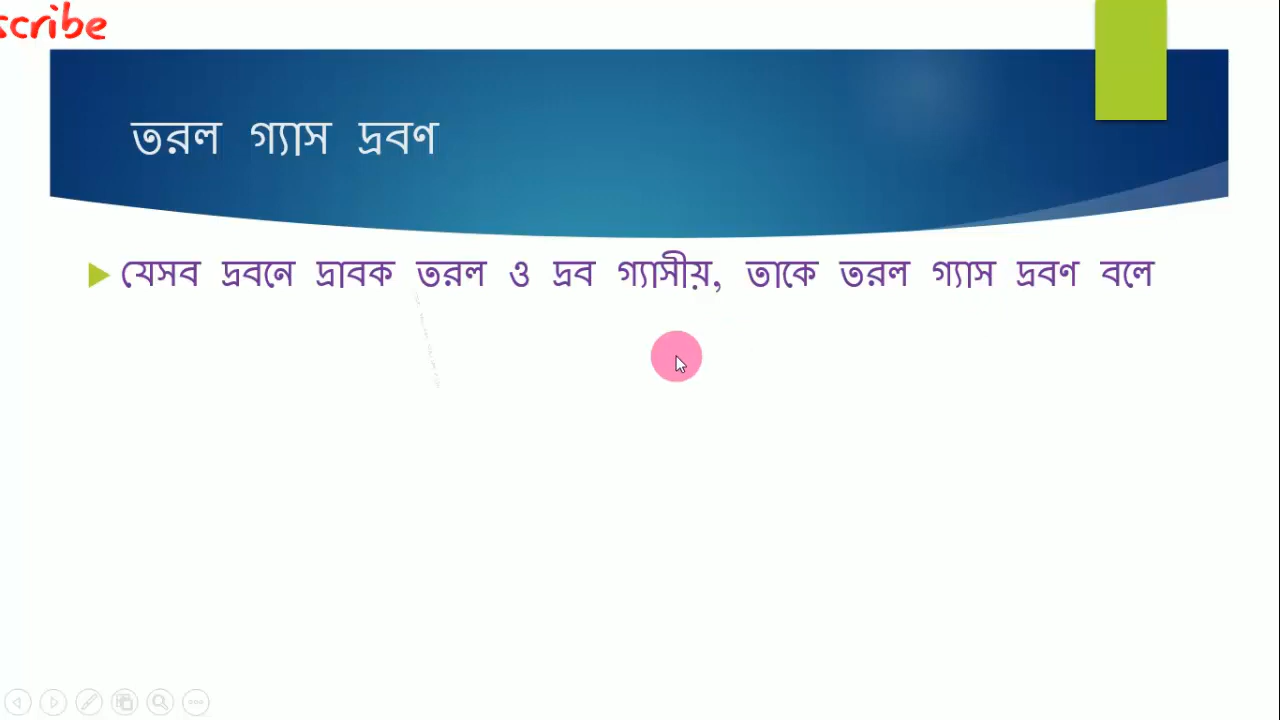 scribe
তরল গ্যাস দ্রবণ
যেসব দ্রবনে দ্রাবক তরল ও দ্রব গ্যাসীয়, তাকে তরল গ্যাস দ্রবণ বলে